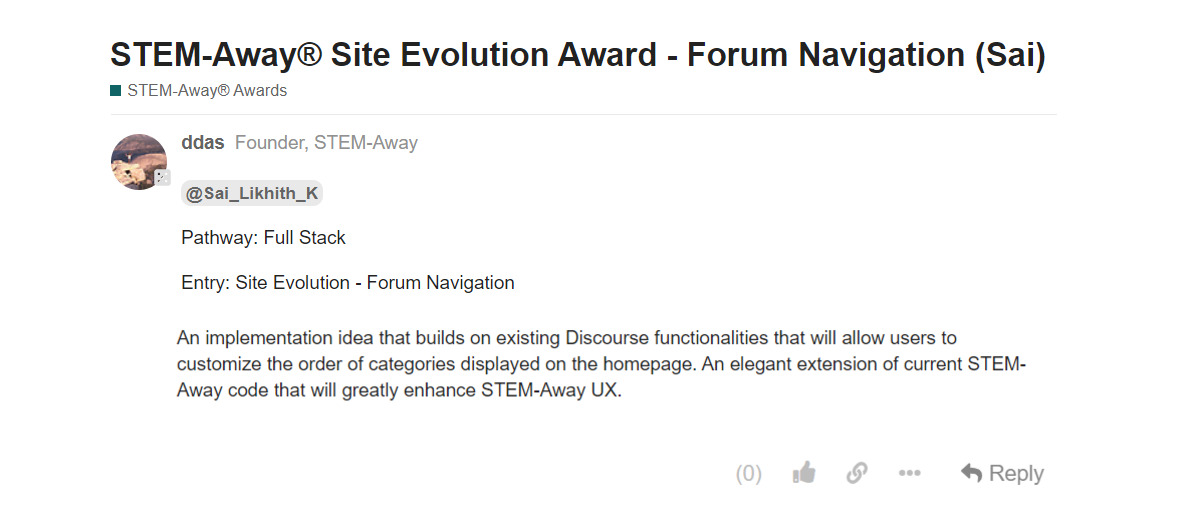 STEM-Away® Site Evolution Award - Forum Navigation (Sai)
STEM-Away® Awards
ddas Founder, STEM-Away
@Sai_Likhith_K
Pathway: Full Stack
Entry: Site Evolution - Forum Navigation
An implementation idea that builds on existing Discourse functionalities that will allow users to
customize the order of categories displayed on the homepage. An elegant extension of current STEM-
Away code that will greatly enhance STEM-Away UX.
(0) Reply